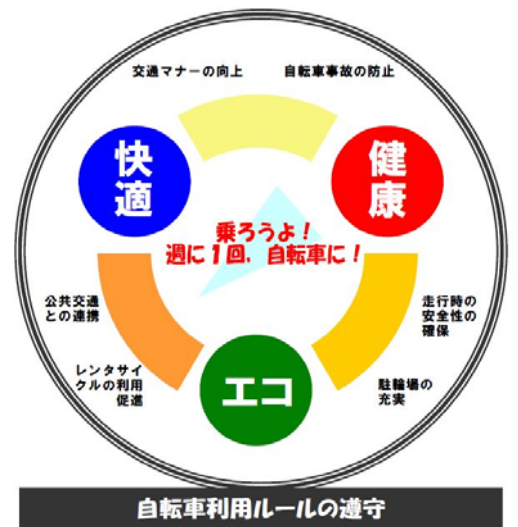 交通マナーの向上
自転車事故の防止
快適
健康
乗ろうよ！
週に１回、自転車に！
公共交通
との連携
走行時の
安全性の
確保
レンタサイ
クルの利用
促進
エコ
駐輪場の
充実
自転車利用ルールの遵守